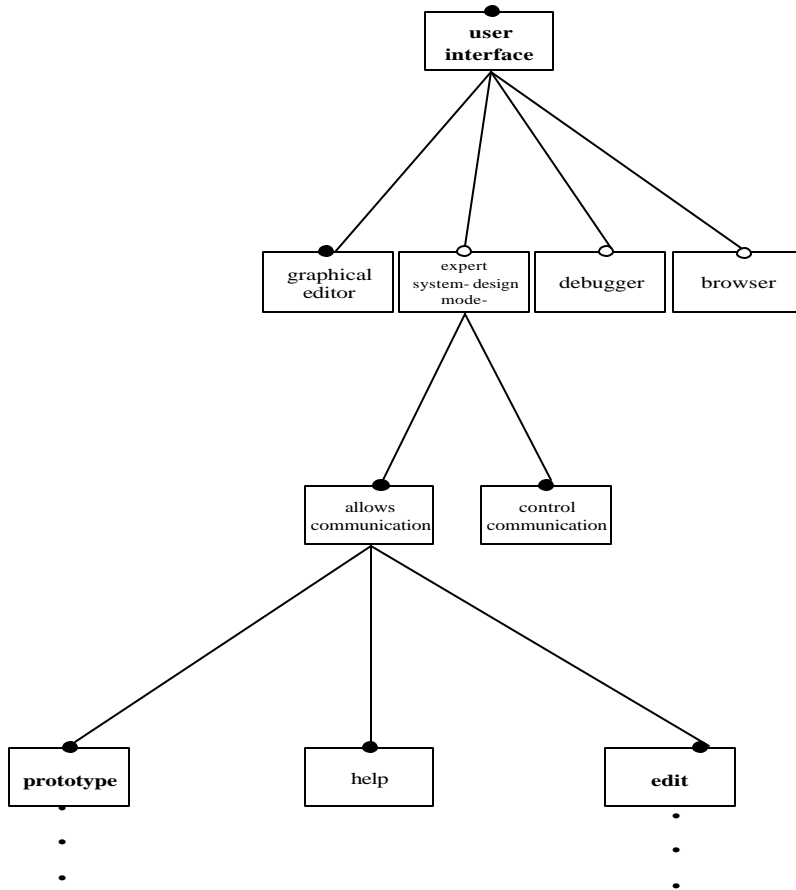 user
interface
graphical
editor
expert
system- design
mode-
debugger
browser
allows
communication
control
communication
prototype
help
edit